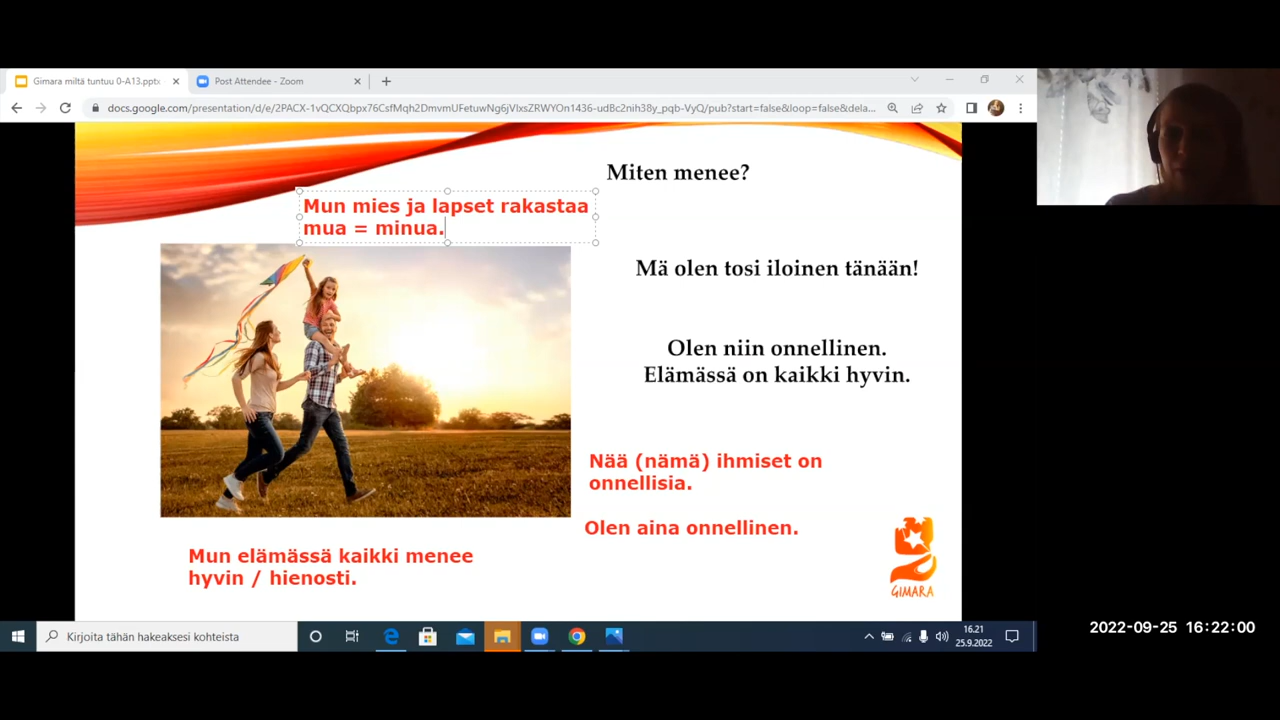 Gimara miltä tuntuu 0-A13.pptx
Post Attendee - Zoom
docs.google.com/presentation/d/e/2PACX-1vQCXQbpx76CsfMqh2DmvmUFetuwNg6jVlxsZRWYOn1436-udBc2nih38y_pqb-VyQ/pub?start=false&loop=false&dela...
Miten menee?
Mun mies ja lapset rakastaa
mua = minua.
Mä olen tosi iloinen tänään!
Olen niin onnellinen.
Elämässä on kaikki hyvin.
Nää (nämä) ihmiset on
onnellisia.
Olen aina onnellinen.
Mun elämässä kaikki menee
hyvin / hienosti.
GIMARA
Kirjoita tähän hakeaksesi kohteista
16.21
25.9.2022
2022-09-25 16:22:00